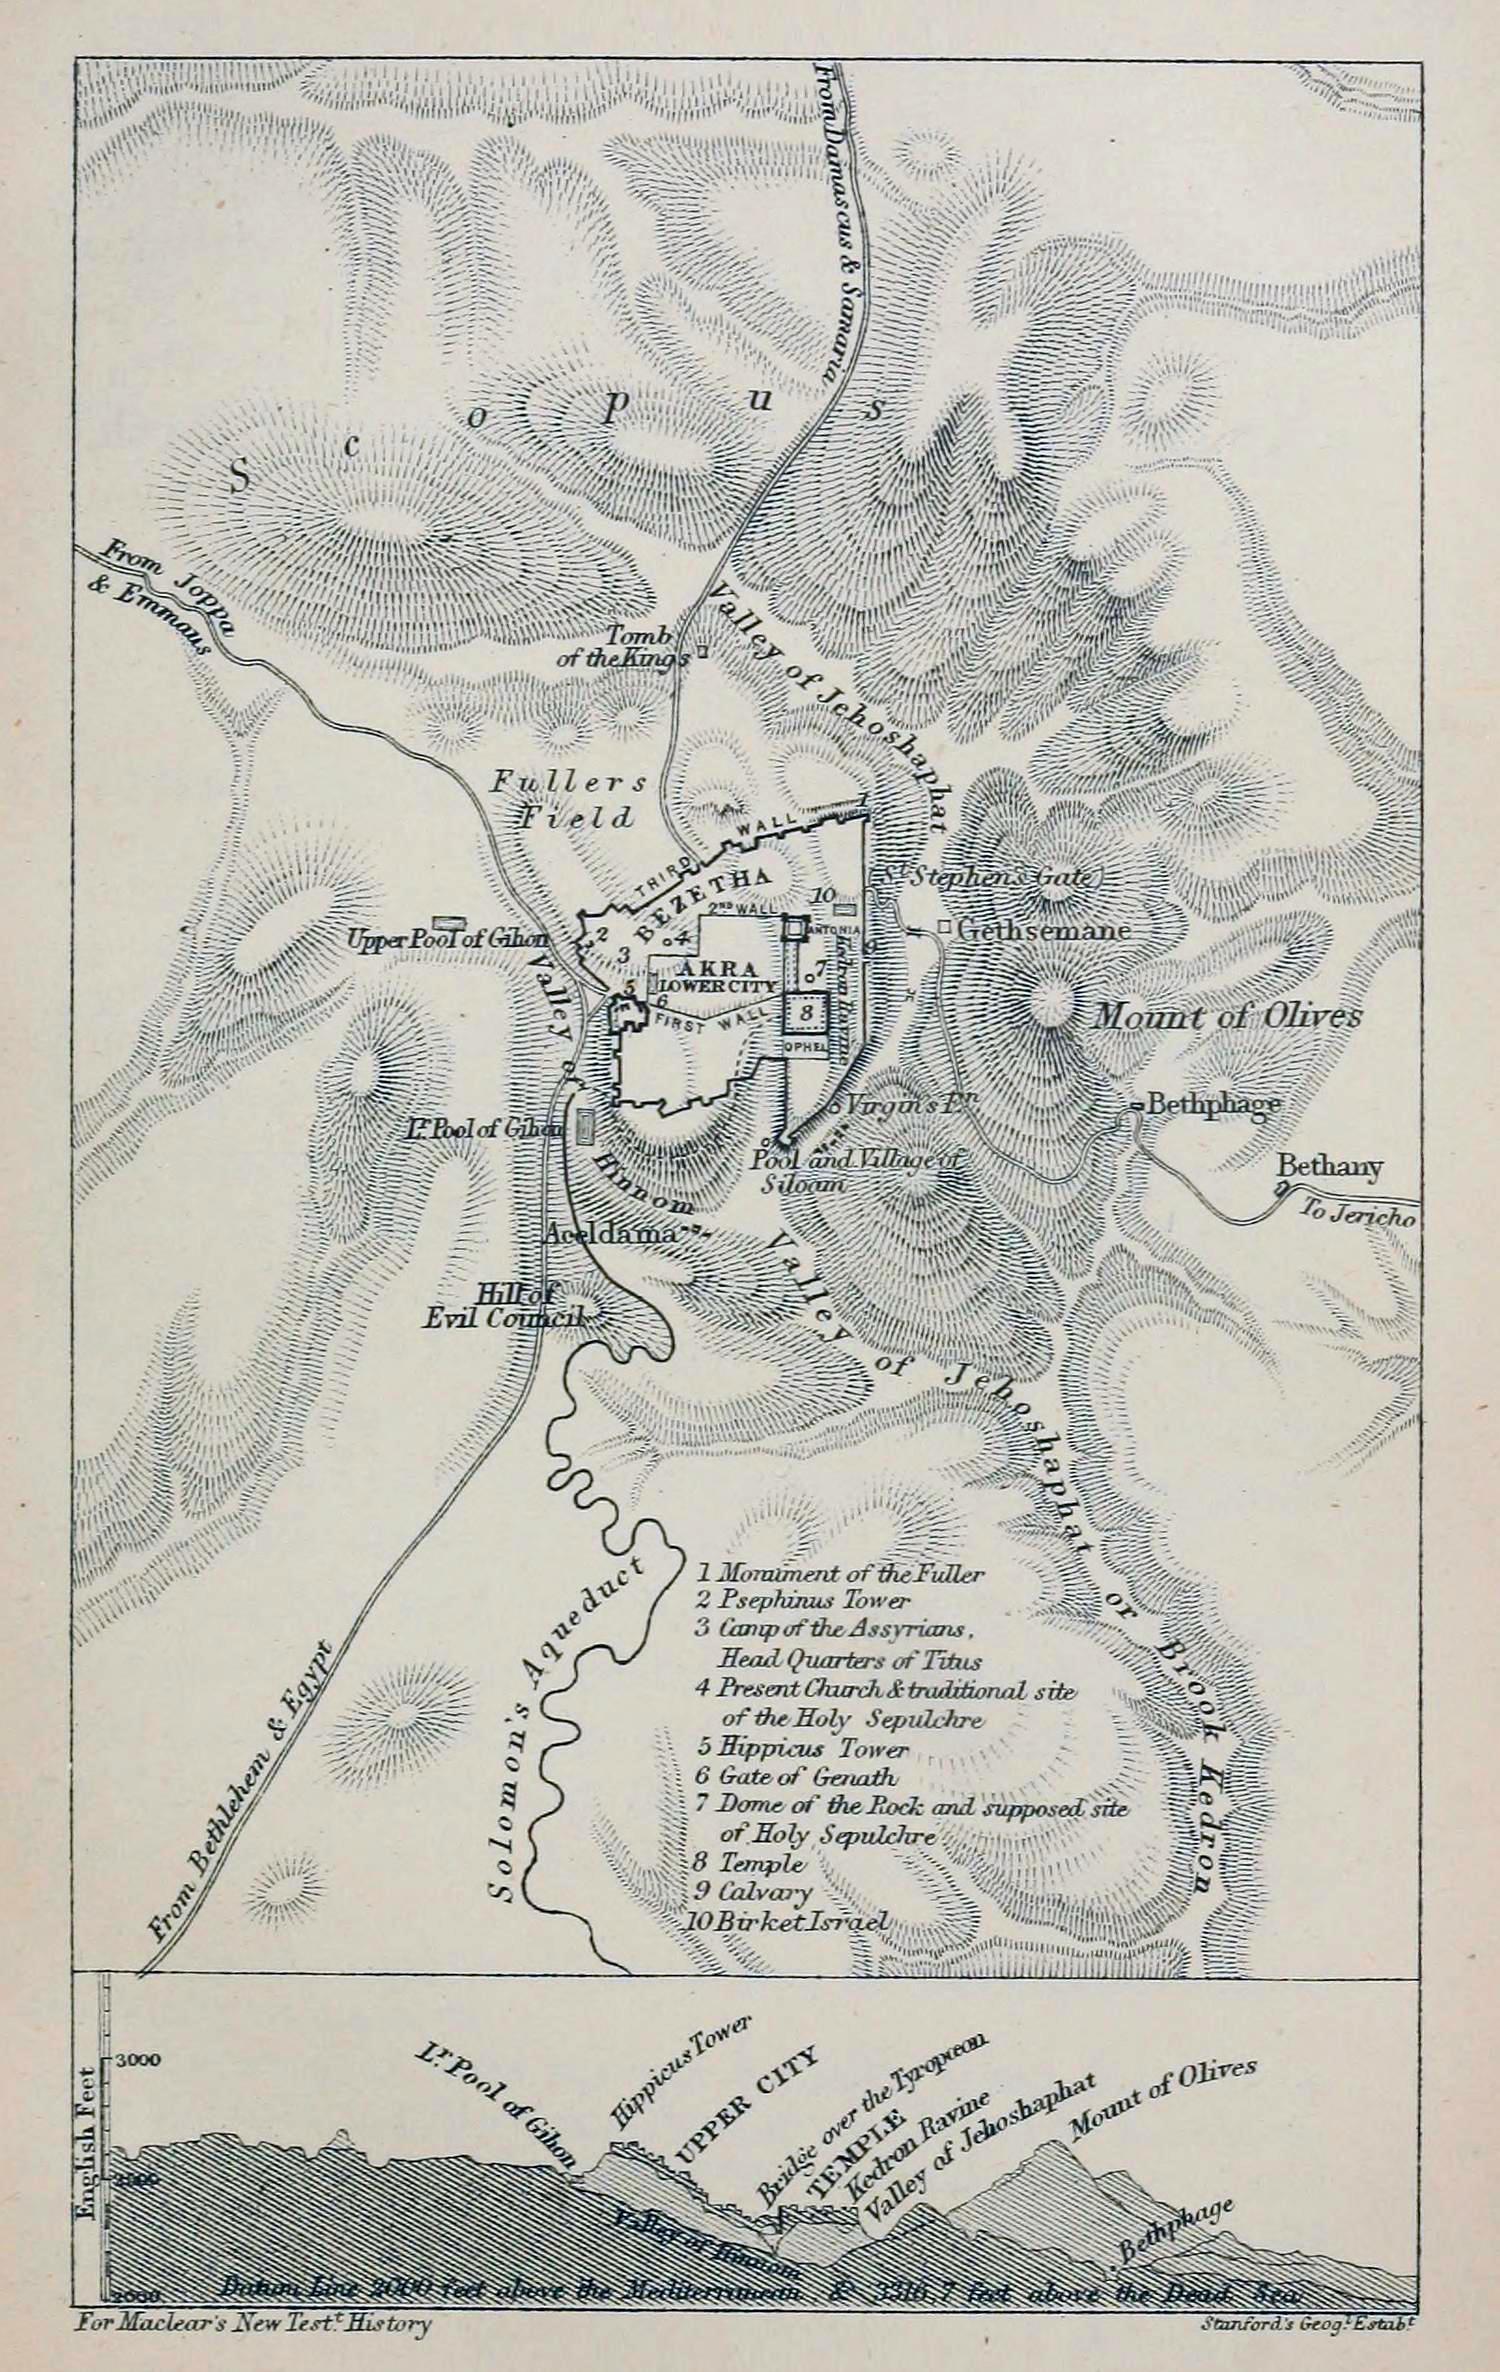 From Damascus & Samaria
Scopus
From Joppa
& Emmaus
Tomb
of the Kings
Valley of Jehoshaphat
Fullers
Field
THIRD WALL
1
BEZETHA
2ND WALL
10
(St. Stephen's Gate)
Upper Pool of Gihon
2
3
4
ANTONIA
Gethsemane
9
AKRA
LOWER CITY
7
5
6
FIRST WALL
8
Mount of Olives
OPHEL
Valley of Hinnom
Virgin's Fn
Bethphage
Lr. Pool of Gihon
Pool and Village of
Siloam
Bethany
To Jericho
Aceldama
Hill of
Evil Council
Valley of Jehoshaphat or Brook Kedron
Solomon's Aqueduct
From Bethlehem & Egypt
1 Monument of the Fuller
2 Psephinus Tower
3 Camp of the Assyrians,
Head Quarters of Titus
4 Present Church & traditional site
of the Holy Sepulchre
5 Hippicus Tower
6 Gate of Genath
7 Dome of the Rock and supposed site
of Holy Sepulchre
8 Temple
9 Calvary
10 Birket Israel
English Feet
3000
2000
Lr. Pool of Gihon
Hippicus Tower
UPPER CITY
Bridge over the Tyropœon
TEMPLE
Kedron Ravine
Valley of Jehoshaphat
Mount of Olives
Bethphage
Valley of Hinnom
Datum Line 2000 feet above the Mediterranean & 3316,7 feet above the Dead Sea
For Maclear's New Testt. History
Stanford's Geogl. Estabt.